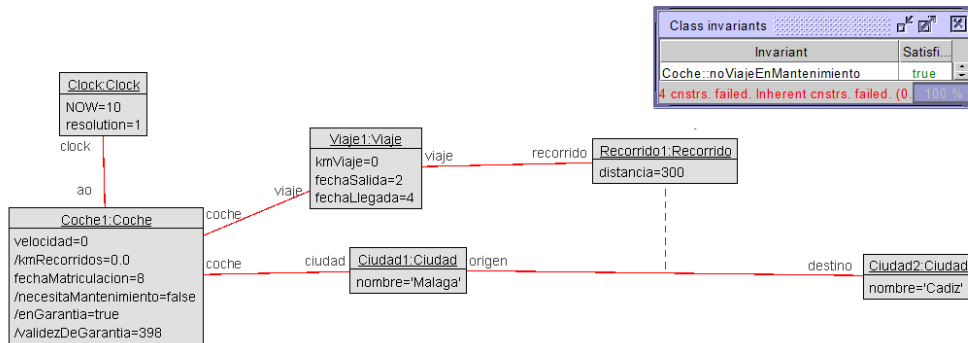 Class invariants
Invariant
Satisfi...
Coche::noViajeEnMantenimiento
true
4 cnstrs. failed. Inherent cnstrs. failed. (0.
100 %
Clock:Clock
NOW=10
resolution=1
clock
ao
Viaje1:Viaje
kmViaje=0
fechaSalida=2
fechaLlegada=4
viaje
recorrido
Recorrido1:Recorrido
distancia=300
viaje
coche
Coche1:Coche
velocidad=0
/kmRecorridos=0.0
fechaMatriculacion=8
/necesitaMantenimiento=false
/enGarantia=true
/validezDeGarantia=398
coche
ciudad
Ciudad1:Ciudad
nombre='Malaga'
origen
destino
Ciudad2:Ciudad
nombre='Cadiz'